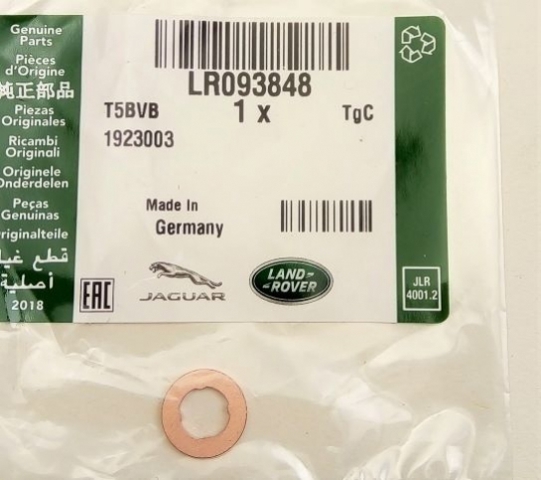 Genuine
Parts
Pièces
d'Origine
純正部品
Piezas
Originales
Ricambi
Originali
Originele
Onderdelen
Peças
Genuinas
riginalteile
قطع غيا
أصلية
2018
LR093848
T5BVB
1 x
TgC
1923003
Made In
Germany
EAC
JAGUAR
LAND-
-ROVER
JLR
4001.2